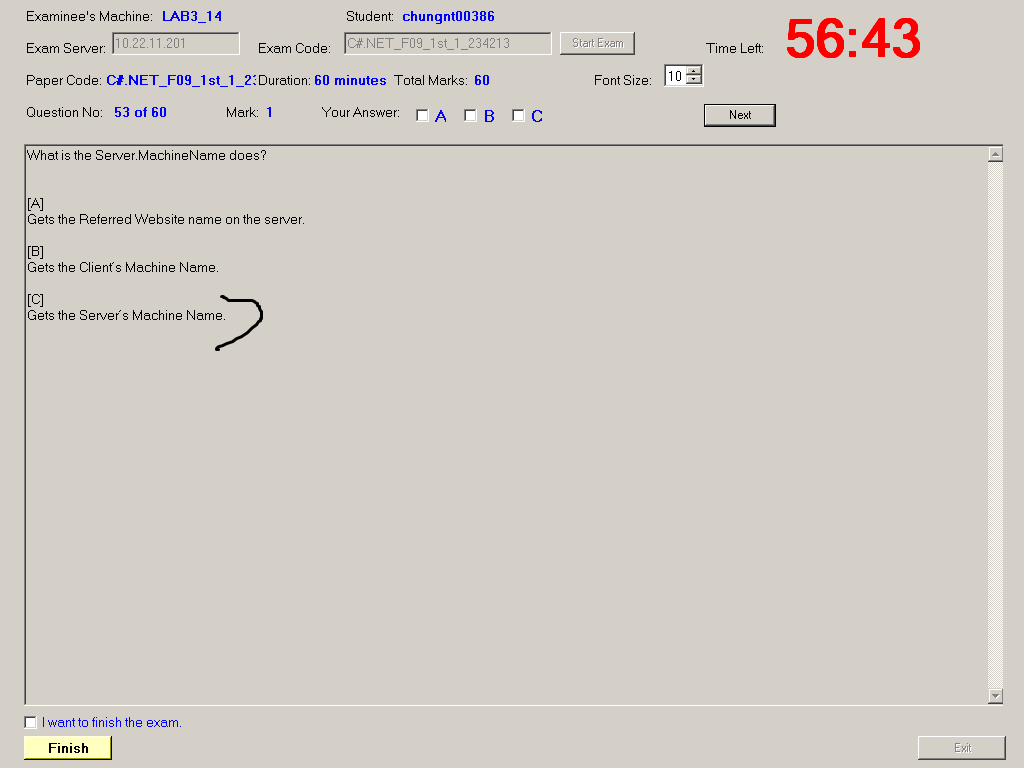 Examinee's Machine: LAB3_14 Student: chungnt00386
56:43
Exam Server: 10.22.11.201 Exam Code: C#.NET_F09_1st_1_234213 Start Exam Time Left:
Paper Code: C#.NET_F09_1st_1_23 Duration: 60 minutes Total Marks: 60 Font Size: 10
Question No: 53 of 60 Mark: 1 Your Answer: A B C Next
What is the Server.MachineName does?
[A]
Gets the Referred Website name on the server.
[B]
Gets the Client's Machine Name.
[C]
Gets the Server's Machine Name.
I want to finish the exam.
Finish Exit